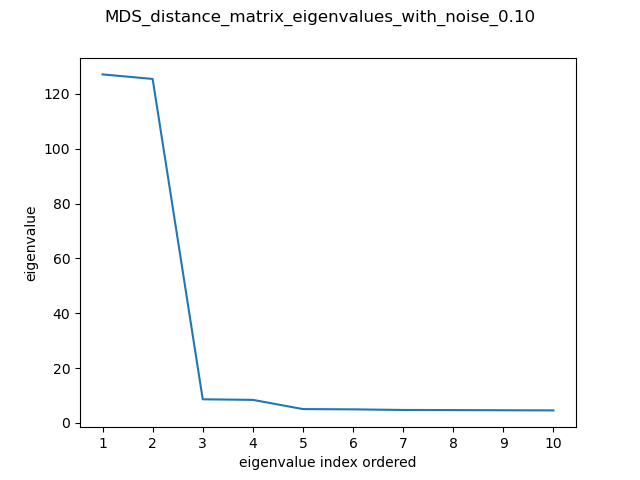 MDS_distance_matrix_eigenvalues_with_noise_0.10
120
100
80
60
40
20
0
eigenvalue
1 2 3 4 5 6 7 8 9 10
eigenvalue index ordered